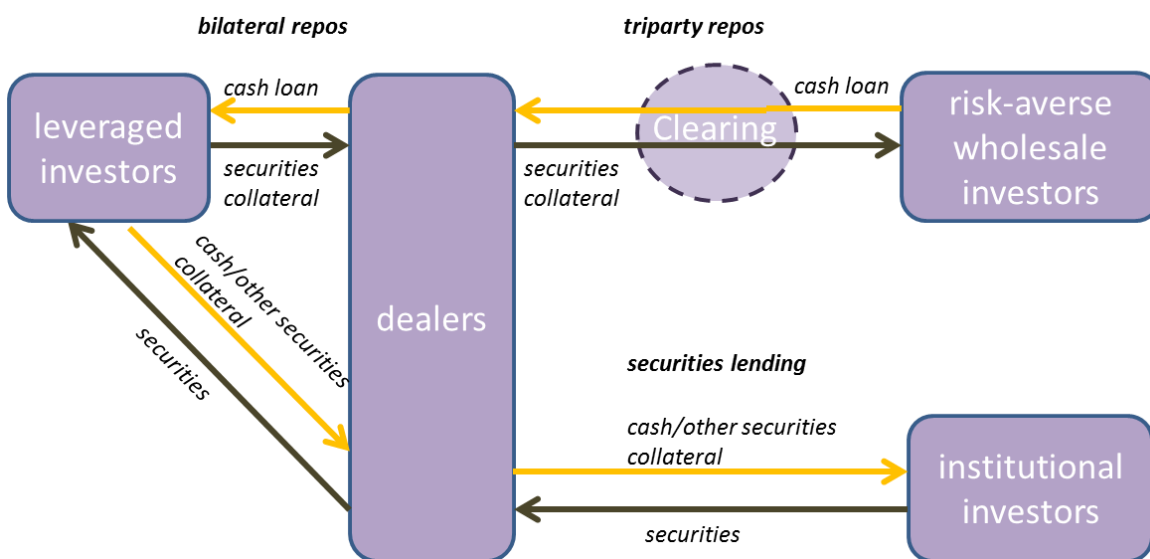 bilateral repos
triparty repos
cash loan
cash loan
leveraged
investors
Clearing
risk-averse
wholesale
investors
securities
collateral
securities
collateral
cash/other securities
collateral
securities
dealers
securities lending
cash/other securities
collateral
institutional
investors
securities